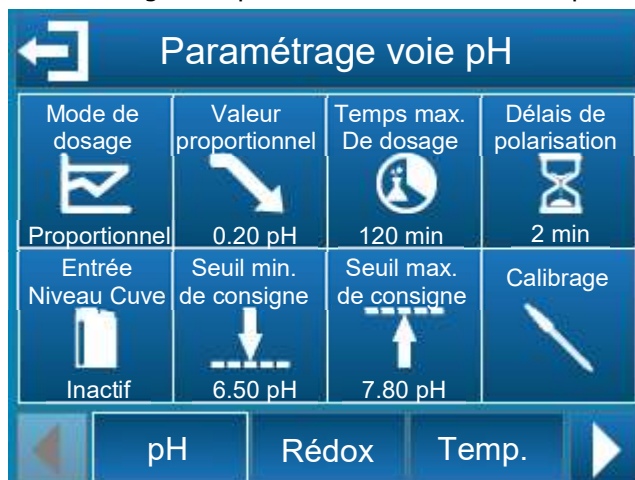 Paramétrage voie pH
Mode de
dosage
Proportionnel
Valeur
proportionnel
0.20 pH
Temps max.
De dosage
120 min
Délais de
polarisation
2 min
Entrée
Niveau Cuve
Inactif
Seuil min.
de consigne
6.50 pH
Seuil max.
de consigne
7.80 pH
Calibrage
pH
Rédox
Temp.